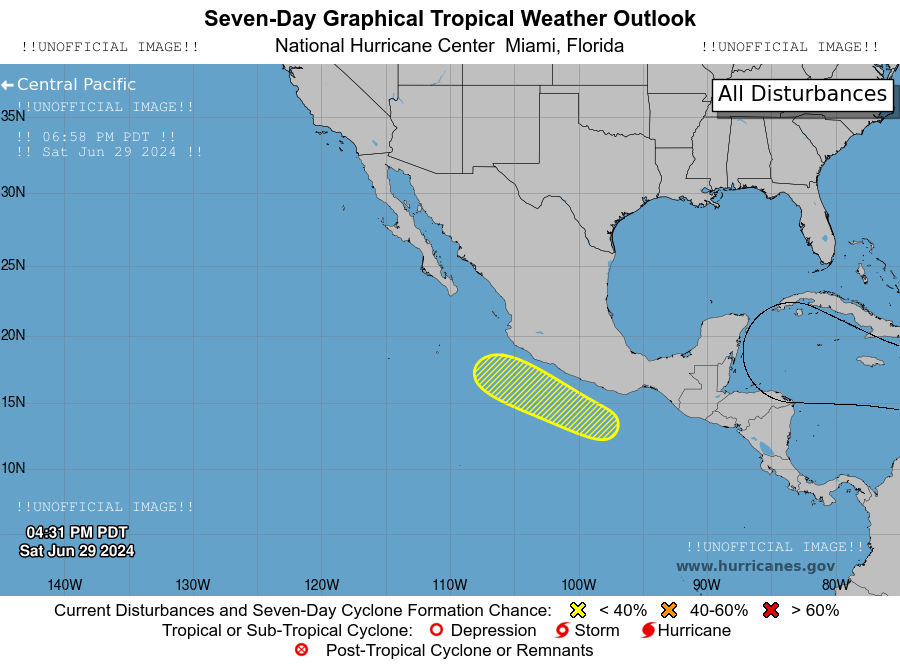 Seven-Day Graphical Tropical Weather Outlook
!!UNOFFICIAL IMAGE!! National Hurricane Center Miami, Florida !!UNOFFICIAL IMAGE!!
Central Pacific
All Disturbances
!!UNOFFICIAL IMAGE!!
35N
!! 06:58 PM PDT !!
!! Sat Jun 29 2024 !!
30N
25N
20N
15N
10N
!!UNOFFICIAL IMAGE!!
04:31 PM PDT
Sat Jun 29 2024
!!UNOFFICIAL IMAGE!!
www.hurricanes.gov
140W 130W 120W 110W 100W 90W 80W
Current Disturbances and Seven-Day Cyclone Formation Chance: < 40% 40-60% > 60%
Tropical or Sub-Tropical Cyclone: Depression Storm Hurricane
Post-Tropical Cyclone or Remnants